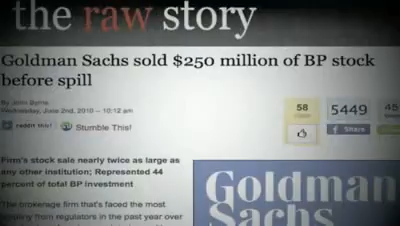 the raw story
Goldman Sachs sold $250 million of BP stock
before spill
By John Byrne
Wednesday, June 2nd, 2010 -- 10:12 am
58
5449
45
reddit this!
Stumble This!
Share
Firm's stock sale nearly twice as large as
any other institution; Represented 44
percent of total BP investment
The brokerage firm that's faced the most
from regulators in the past year over
Goldman
Sachs